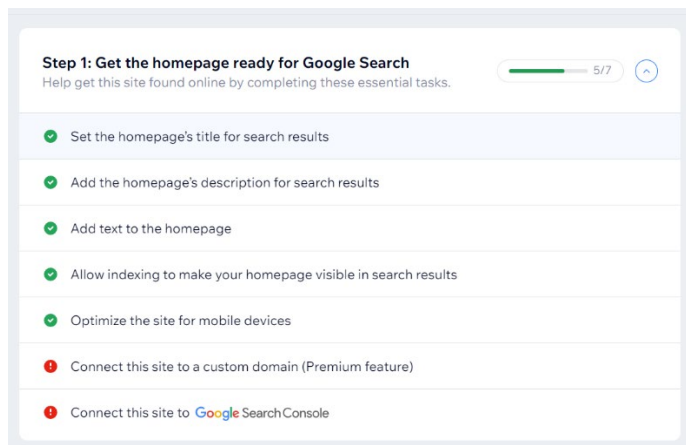 Step 1: Get the homepage ready for Google Search
Help get this site found online by completing these essential tasks.
5/7
Set the homepage's title for search results
Add the homepage's description for search results
Add text to the homepage
Allow indexing to make your homepage visible in search results
Optimize the site for mobile devices
Connect this site to a custom domain (Premium feature)
Connect this site to Google Search Console